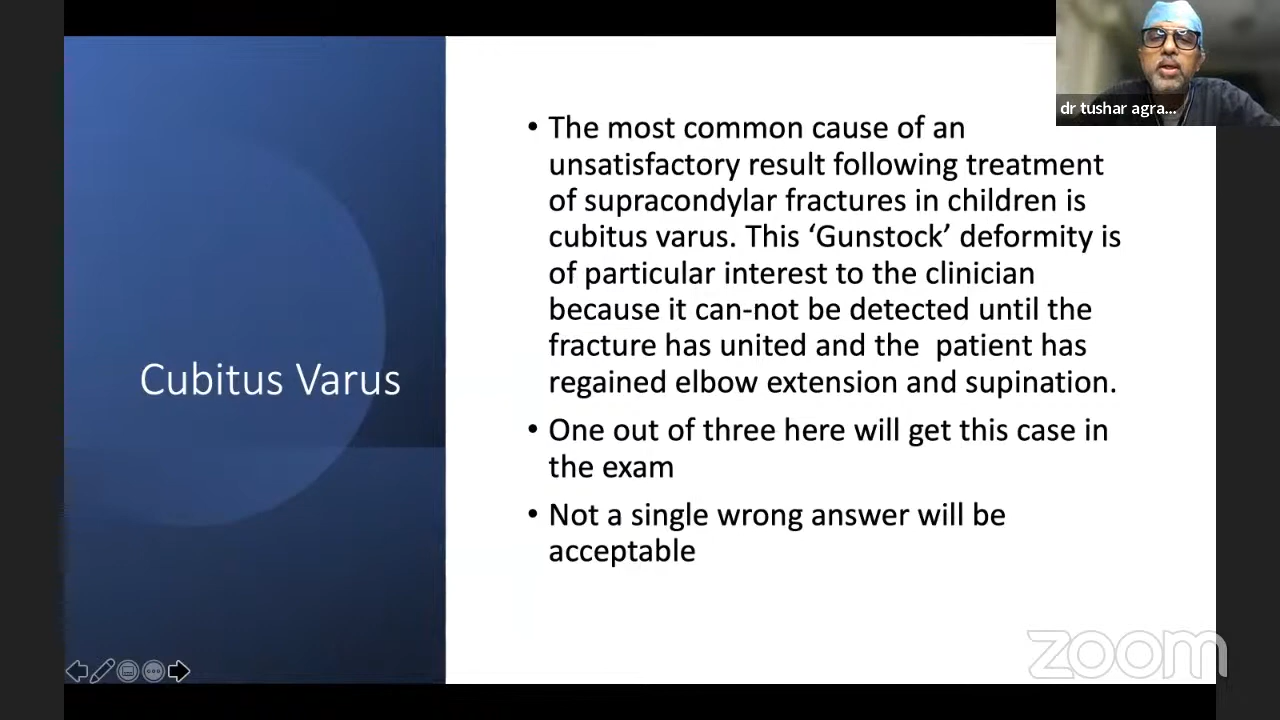 dr tushar agra...
Cubitus Varus
• The most common cause of an
unsatisfactory result following treatment
of supracondylar fractures in children is
cubitus varus. This ‘Gunstock’ deformity is
of particular interest to the clinician
because it can-not be detected until the
fracture has united and the  patient has
regained elbow extension and supination.
• One out of three here will get this case in
the exam
• Not a single wrong answer will be
acceptable
zoom